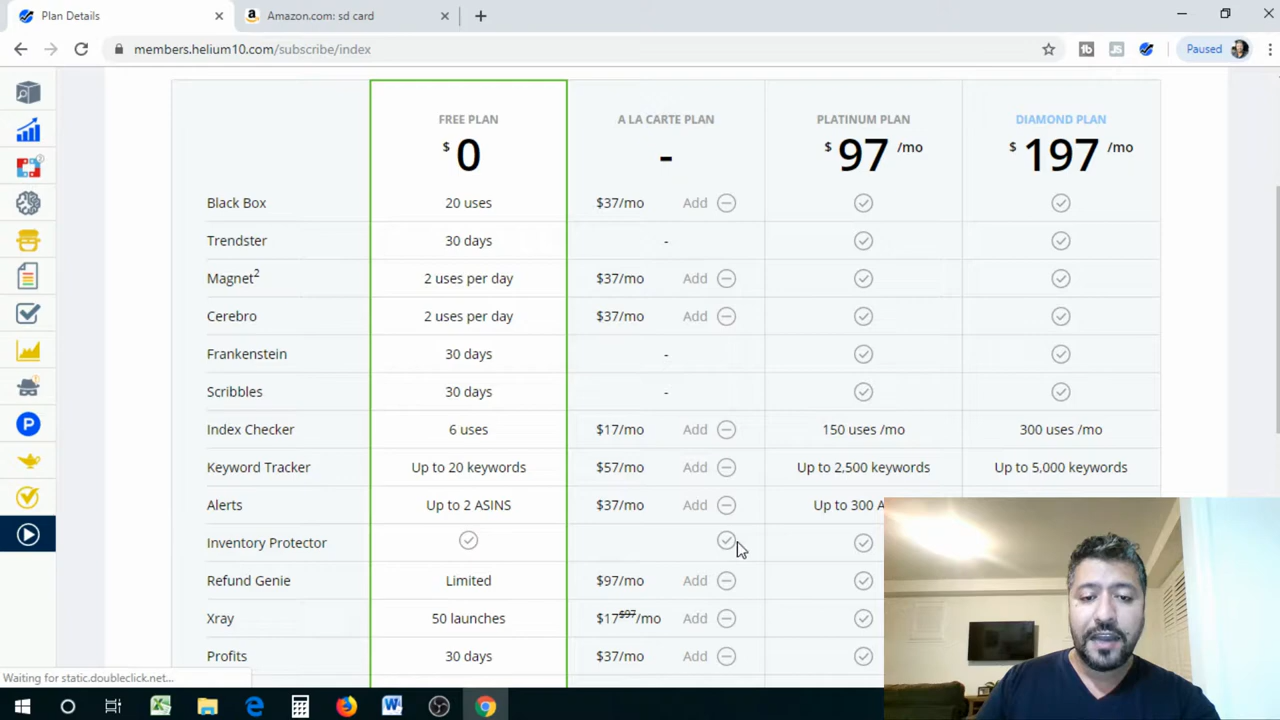 Plan Details
Amazon.com: sd card
members.helium10.com/subscribe/index
Paused
FREE PLAN
$ 0
A LA CARTE PLAN
-
PLATINUM PLAN
$ 97 /mo
DIAMOND PLAN
$ 197 /mo
Black Box 20 uses $37/mo Add
Trendster 30 days -
Magnet2 2 uses per day $37/mo Add
Cerebro 2 uses per day $37/mo Add
Frankenstein 30 days -
Scribbles 30 days -
Index Checker 6 uses $17/mo Add 150 uses /mo 300 uses /mo
Keyword Tracker Up to 20 keywords $57/mo Add Up to 2,500 keywords Up to 5,000 keywords
Alerts Up to 2 ASINS $37/mo Add Up to 300 A
Inventory Protector
Refund Genie Limited $97/mo Add
Xray 50 launches $17$97/mo Add
Profits 30 days $37/mo Add
Waiting for static.doubleclick.net...